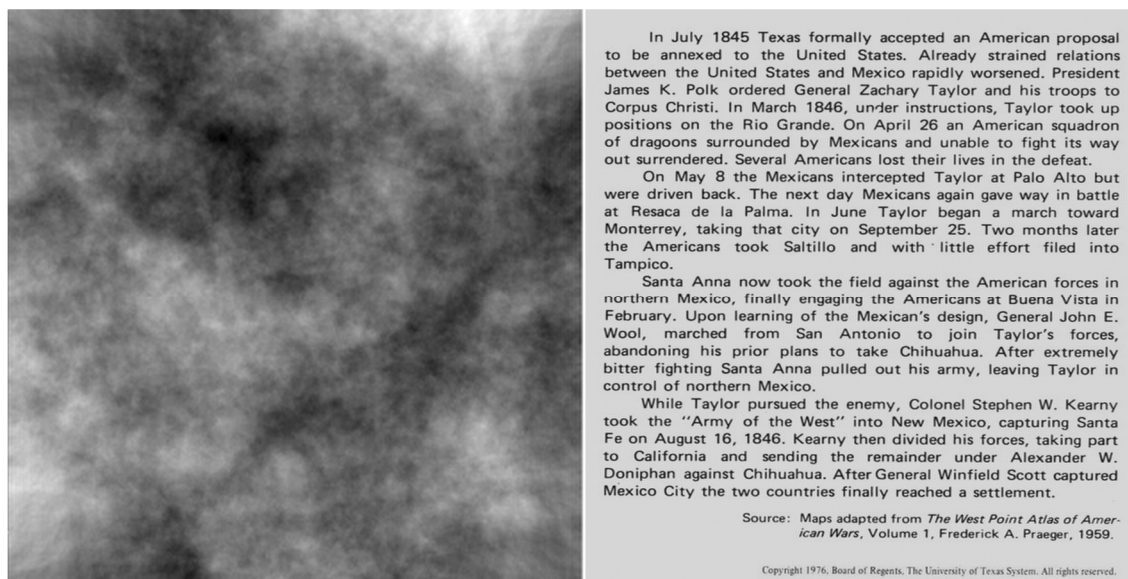 In July 1845 Texas formally accepted an American proposal
to be annexed to the United States. Already strained relations
between the United States and Mexico rapidly worsened. President
James K. Polk ordered General Zachary Taylor and his troops to
Corpus Christi. In March 1846, under instructions, Taylor took up
positions on the Rio Grande. On April 26 an American squadron
of dragoons surrounded by Mexicans and unable to fight its way
out surrendered. Several Americans lost their lives in the defeat.
On May 8 the Mexicans intercepted Taylor at Palo Alto but
were driven back. The next day Mexicans again gave way in battle
at Resaca de la Palma. In June Taylor began a march toward
Monterrey, taking that city on September 25. Two months later
the Americans took Saltillo and with little effort filed into
Tampico.
Santa Anna now took the field against the American forces in
northern Mexico, finally engaging the Americans at Buena Vista in
February. Upon learning of the Mexican's design, General John E.
Wool, marched from San Antonio to join Taylor's forces,
abandoning his prior plans to take Chihuahua. After extremely
bitter fighting Santa Anna pulled out his army, leaving Taylor in
control of northern Mexico.
While Taylor pursued the enemy, Colonel Stephen W. Kearny
took the "Army of the West" into New Mexico, capturing Santa
Fe on August 16, 1846. Kearny then divided his forces, taking part
to California and sending the remainder under Alexander W.
Doniphan against Chihuahua. After General Winfield Scott captured
Mexico City the two countries finally reached a settlement.
Source: Maps adapted from The West Point Atlas of Amer-
ican Wars, Volume 1, Frederick A. Praeger, 1959.
Copyright 1976, Board of Regents, The University of Texas System. All rights reserved.